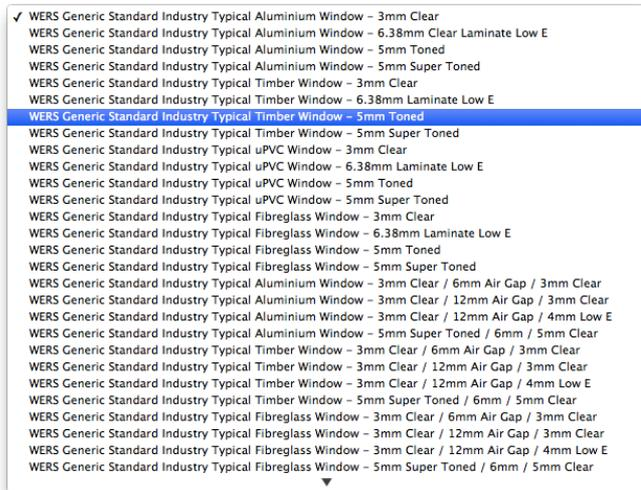 ✓ WERS Generic Standard Industry Typical Aluminium Window – 3mm Clear
WERS Generic Standard Industry Typical Aluminium Window – 6.38mm Clear Laminate Low E
WERS Generic Standard Industry Typical Aluminium Window – 5mm Toned
WERS Generic Standard Industry Typical Aluminium Window – 5mm Super Toned
WERS Generic Standard Industry Typical Timber Window – 3mm Clear
WERS Generic Standard Industry Typical Timber Window – 6.38mm Laminate Low E
WERS Generic Standard Industry Typical Timber Window – 5mm Toned
WERS Generic Standard Industry Typical Timber Window – 5mm Super Toned
WERS Generic Standard Industry Typical uPVC Window – 3mm Clear
WERS Generic Standard Industry Typical uPVC Window – 6.38mm Laminate Low E
WERS Generic Standard Industry Typical uPVC Window – 5mm Toned
WERS Generic Standard Industry Typical uPVC Window – 5mm Super Toned
WERS Generic Standard Industry Typical Fibreglass Window – 3mm Clear
WERS Generic Standard Industry Typical Fibreglass Window – 6.38mm Laminate Low E
WERS Generic Standard Industry Typical Fibreglass Window – 5mm Toned
WERS Generic Standard Industry Typical Fibreglass Window – 5mm Super Toned
WERS Generic Standard Industry Typical Aluminium Window – 3mm Clear / 6mm Air Gap / 3mm Clear
WERS Generic Standard Industry Typical Aluminium Window – 3mm Clear / 12mm Air Gap / 3mm Clear
WERS Generic Standard Industry Typical Aluminium Window – 3mm Clear / 12mm Air Gap / 4mm Low E
WERS Generic Standard Industry Typical Aluminium Window – 5mm Super Toned / 6mm / 5mm Clear
WERS Generic Standard Industry Typical Timber Window – 3mm Clear / 6mm Air Gap / 3mm Clear
WERS Generic Standard Industry Typical Timber Window – 3mm Clear / 12mm Air Gap / 3mm Clear
WERS Generic Standard Industry Typical Timber Window – 3mm Clear / 12mm Air Gap / 4mm Low E
WERS Generic Standard Industry Typical Timber Window – 5mm Super Toned / 6mm / 5mm Clear
WERS Generic Standard Industry Typical Fibreglass Window – 3mm Clear / 6mm Air Gap / 3mm Clear
WERS Generic Standard Industry Typical Fibreglass Window – 3mm Clear / 12mm Air Gap / 3mm Clear
WERS Generic Standard Industry Typical Fibreglass Window – 3mm Clear / 12mm Air Gap / 4mm Low E
WERS Generic Standard Industry Typical Fibreglass Window – 5mm Super Toned / 6mm / 5mm Clear